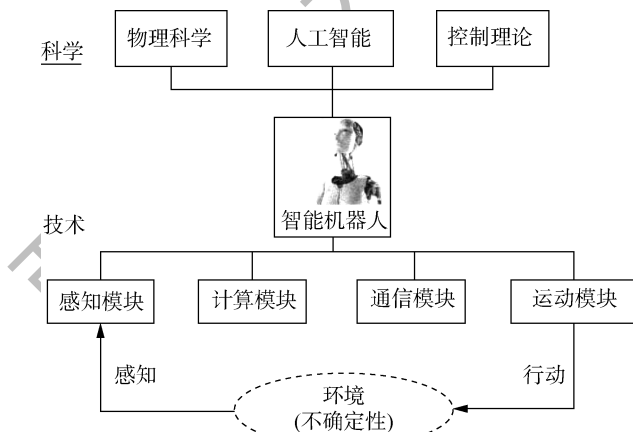 科学
物理科学
人工智能
控制理论
智能机器人
技术
感知模块
计算模块
通信模块
运动模块
感知
行动
环境
(不确定性)